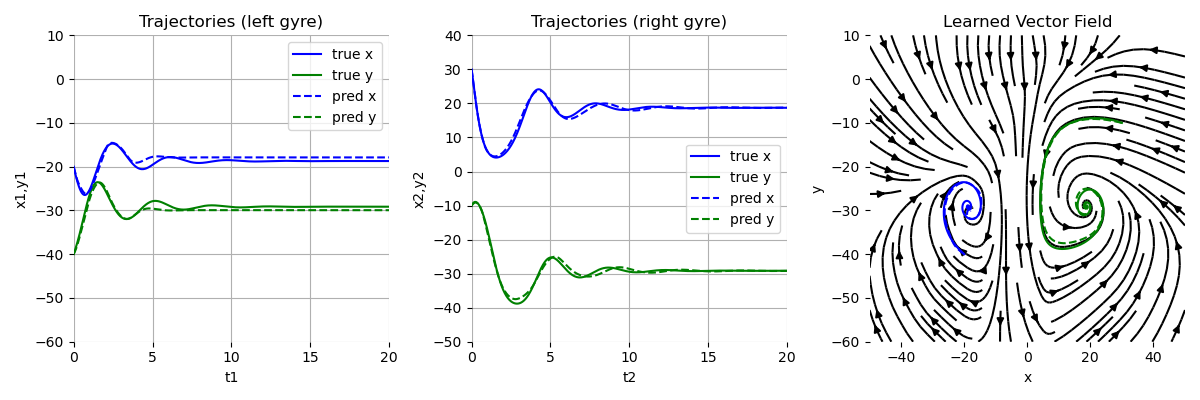 Trajectories (left gyre)
10
0
−10
−20
−30
−40
−50
−60
x1,y1
0
5
10
15
20
t1
true x
true y
pred x
pred y
Trajectories (right gyre)
40
30
20
10
0
−10
−20
−30
−40
−50
x2,y2
0
5
10
15
20
t2
true x
true y
pred x
pred y
Learned Vector Field
10
0
−10
−20
−30
−40
−50
−60
y
−40
−20
0
20
40
x